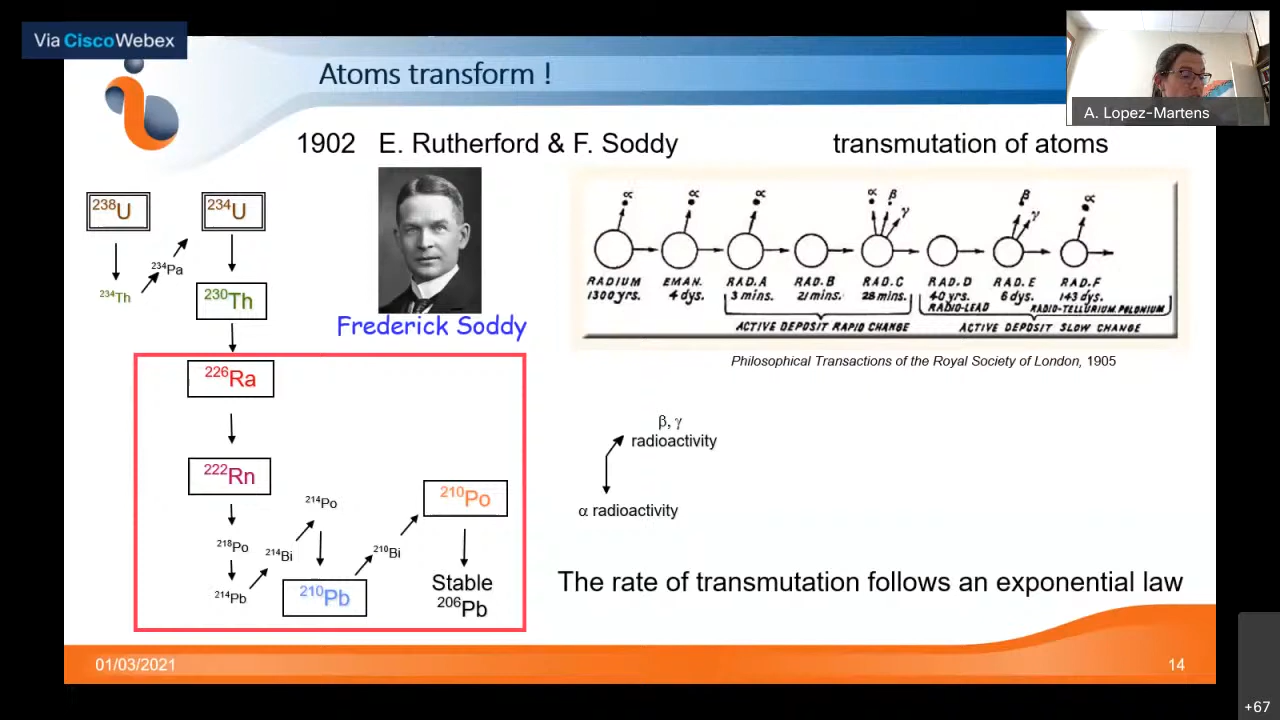 Via Cisco Webex
Atoms transform !
A. Lopez-Martens
1902 E. Rutherford & F. Soddy
transmutation of atoms
²³⁸U
²³⁴U
²³⁴Pa
²³⁴Th
²³⁰Th
Frederick Soddy
α α α α β γ β γ α
RADIUM EMAN. RAD.A RAD.B RAD.C RAD.D RAD.E RAD.F
1300 yrs. 4 dys. 3 mins. 21 mins. 28 mins. 40 yrs. 6 dys. 143 dys.
RADIO-LEAD RADIO-TELLURIUM.POLONIUM
ACTIVE DEPOSIT RAPID CHANGE ACTIVE DEPOSIT SLOW CHANGE
Philosophical Transactions of the Royal Society of London, 1905
²²⁶Ra
²²²Rn
²¹⁸Po
²¹⁴Pb
²¹⁴Bi
²¹⁴Po
²¹⁰Pb
²¹⁰Bi
²¹⁰Po
Stable
²⁰⁶Pb
β, γ
radioactivity
α radioactivity
The rate of transmutation follows an exponential law
01/03/2021
14
+67